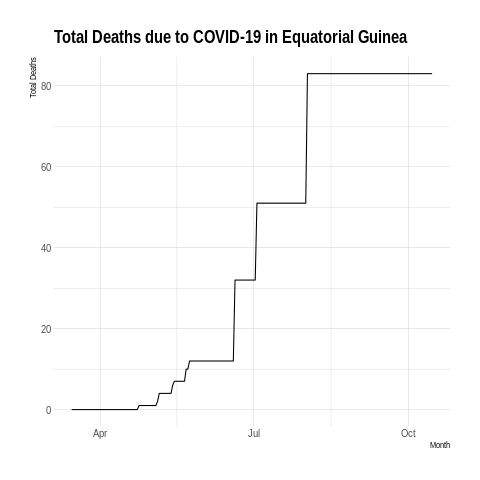 Total Deaths due to COVID-19 in Equatorial Guinea
Total Deaths
80
60
40
20
0
Apr
Jul
Oct
Month